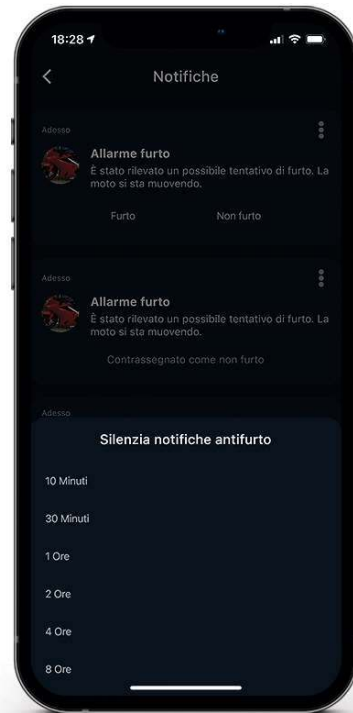 18:28
Notifiche
Adesso
Allarme furto
È stato rilevato un possibile tentativo di furto. La
moto si sta muovendo.
Furto Non furto
Adesso
Allarme furto
È stato rilevato un possibile tentativo di furto. La
moto si sta muovendo.
Contrassegnato come non furto
Adesso
Silenzia notifiche antifurto
10 Minuti
30 Minuti
1 Ore
2 Ore
4 Ore
8 Ore